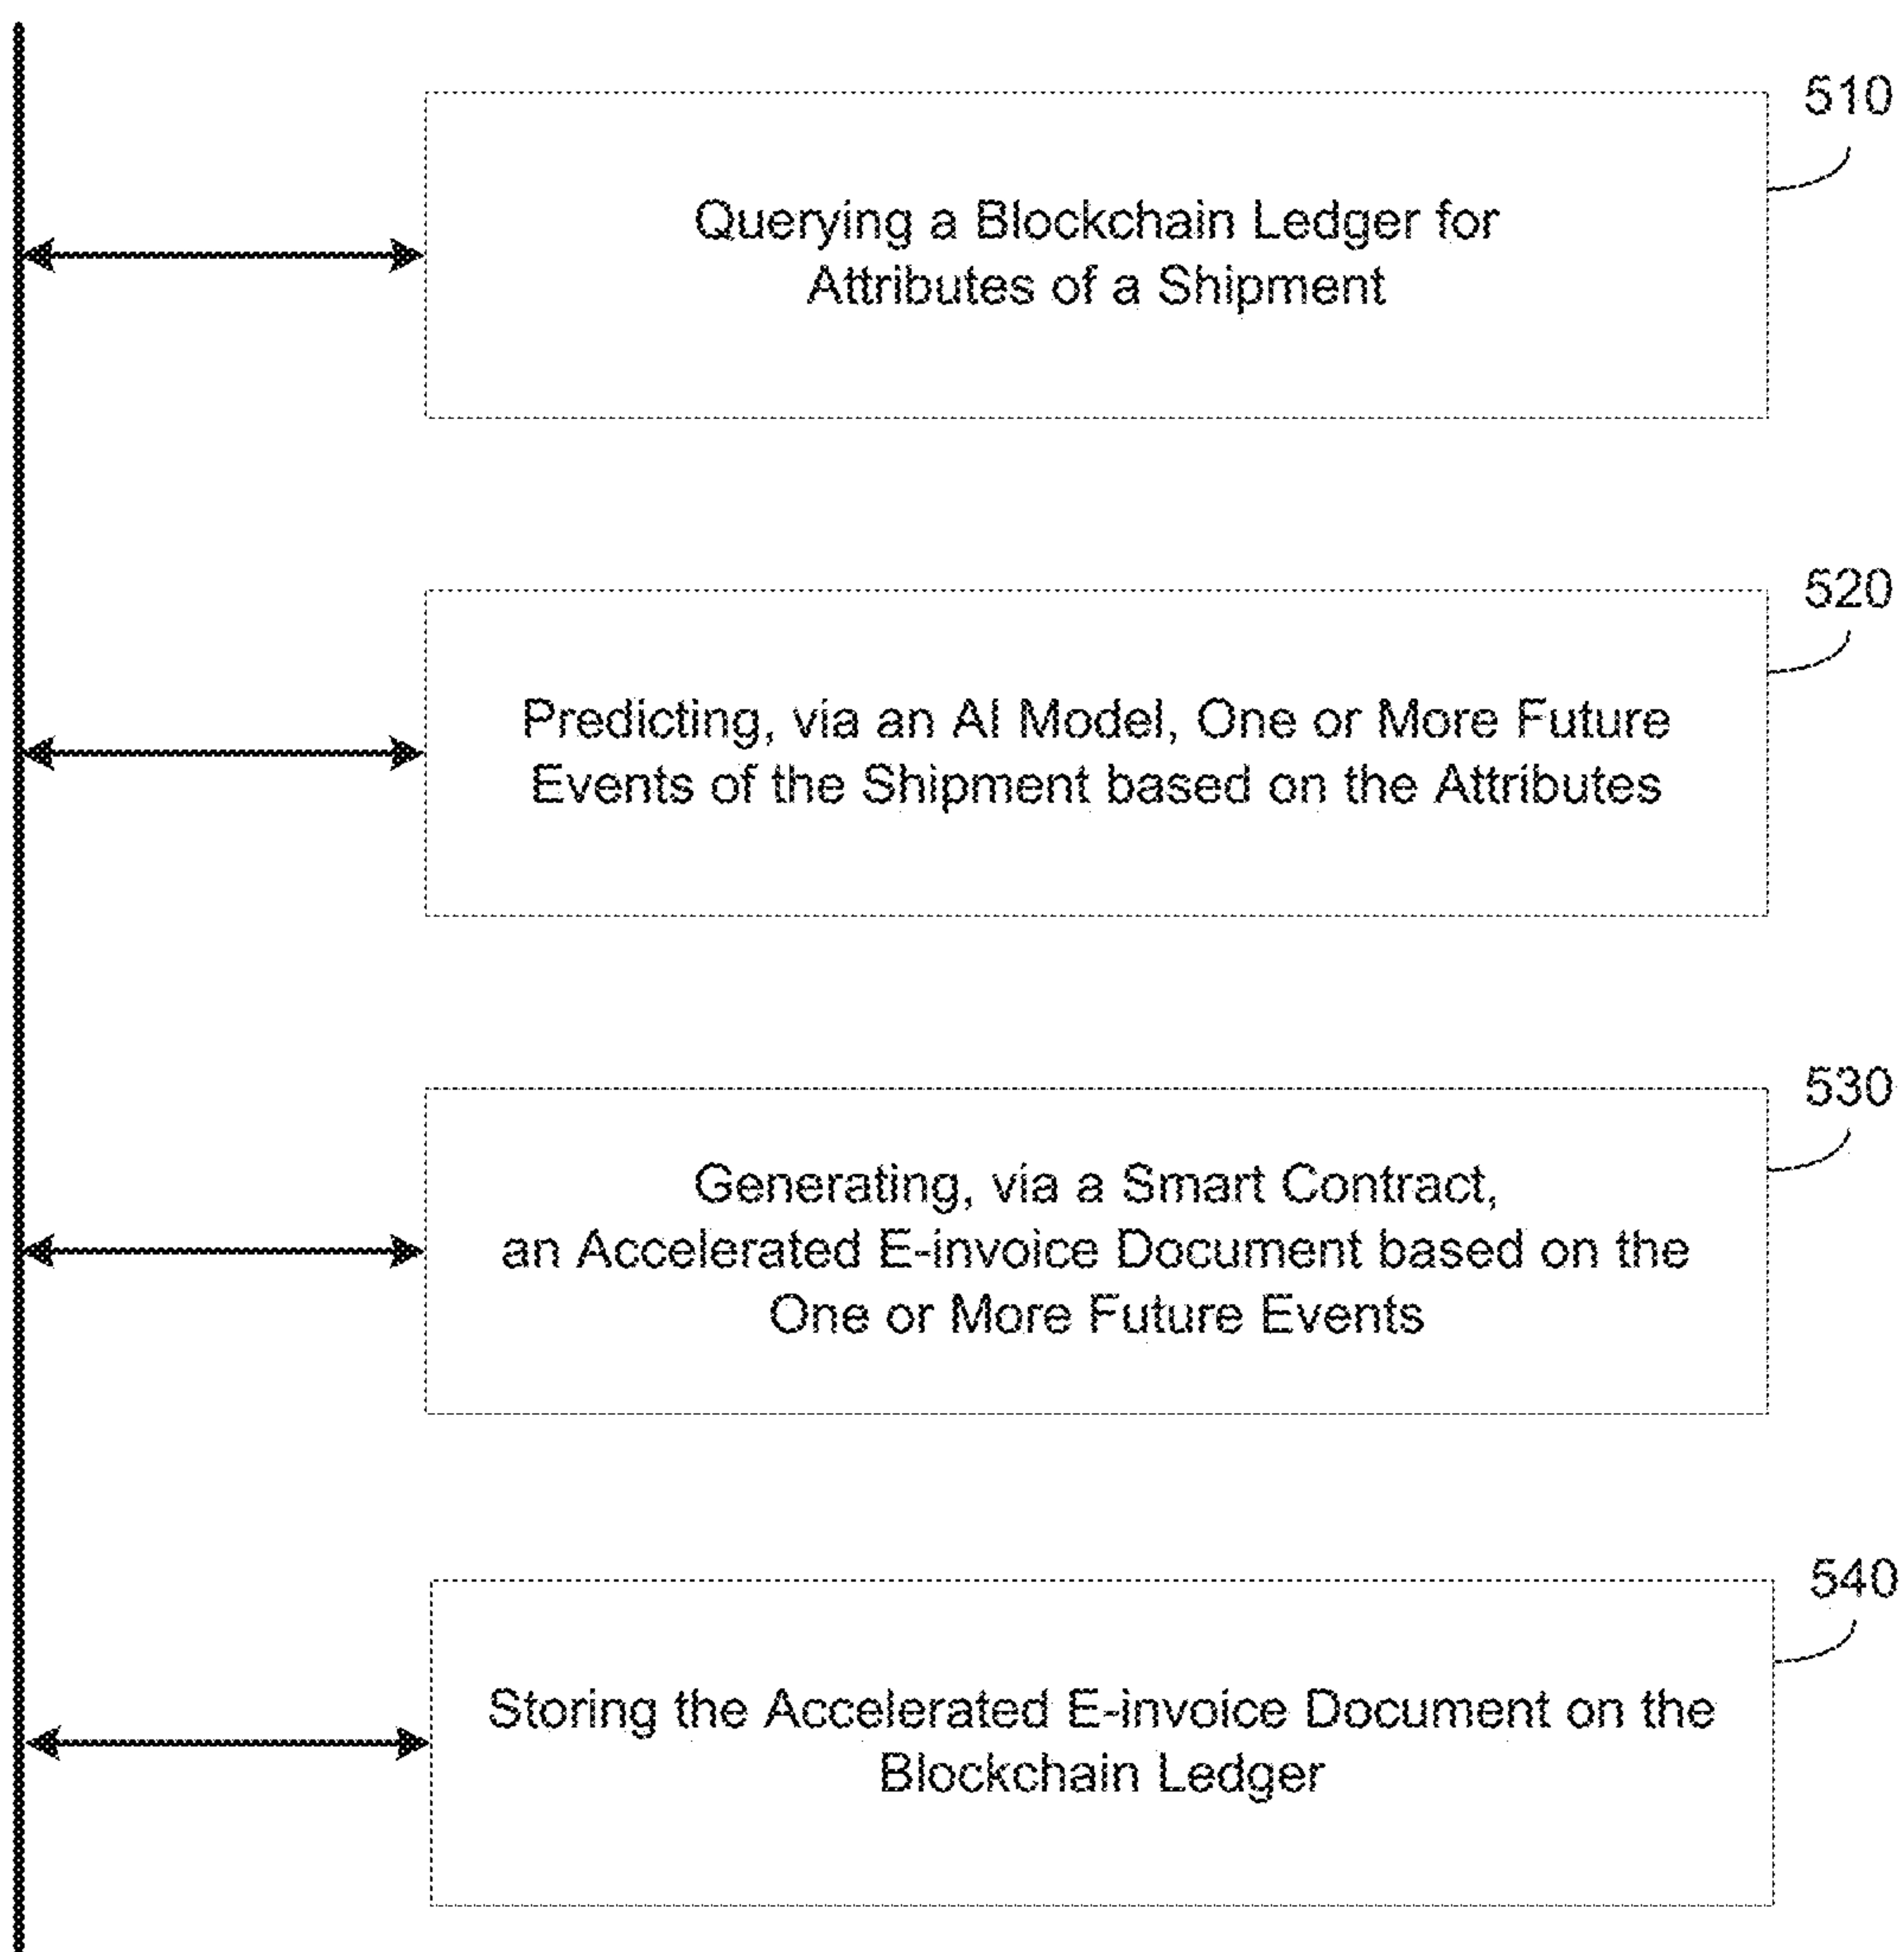 510
Querying a Blockchain Ledger for
Attributes of a Shipment
520
Predicting, via an AI Model, One or More Future
Events of the Shipment based on the Attributes
530
Generating, via a Smart Contract,
an Accelerated E-invoice Document based on the
One or More Future Events
540
Storing the Accelerated E-invoice Document on the
Blockchain Ledger